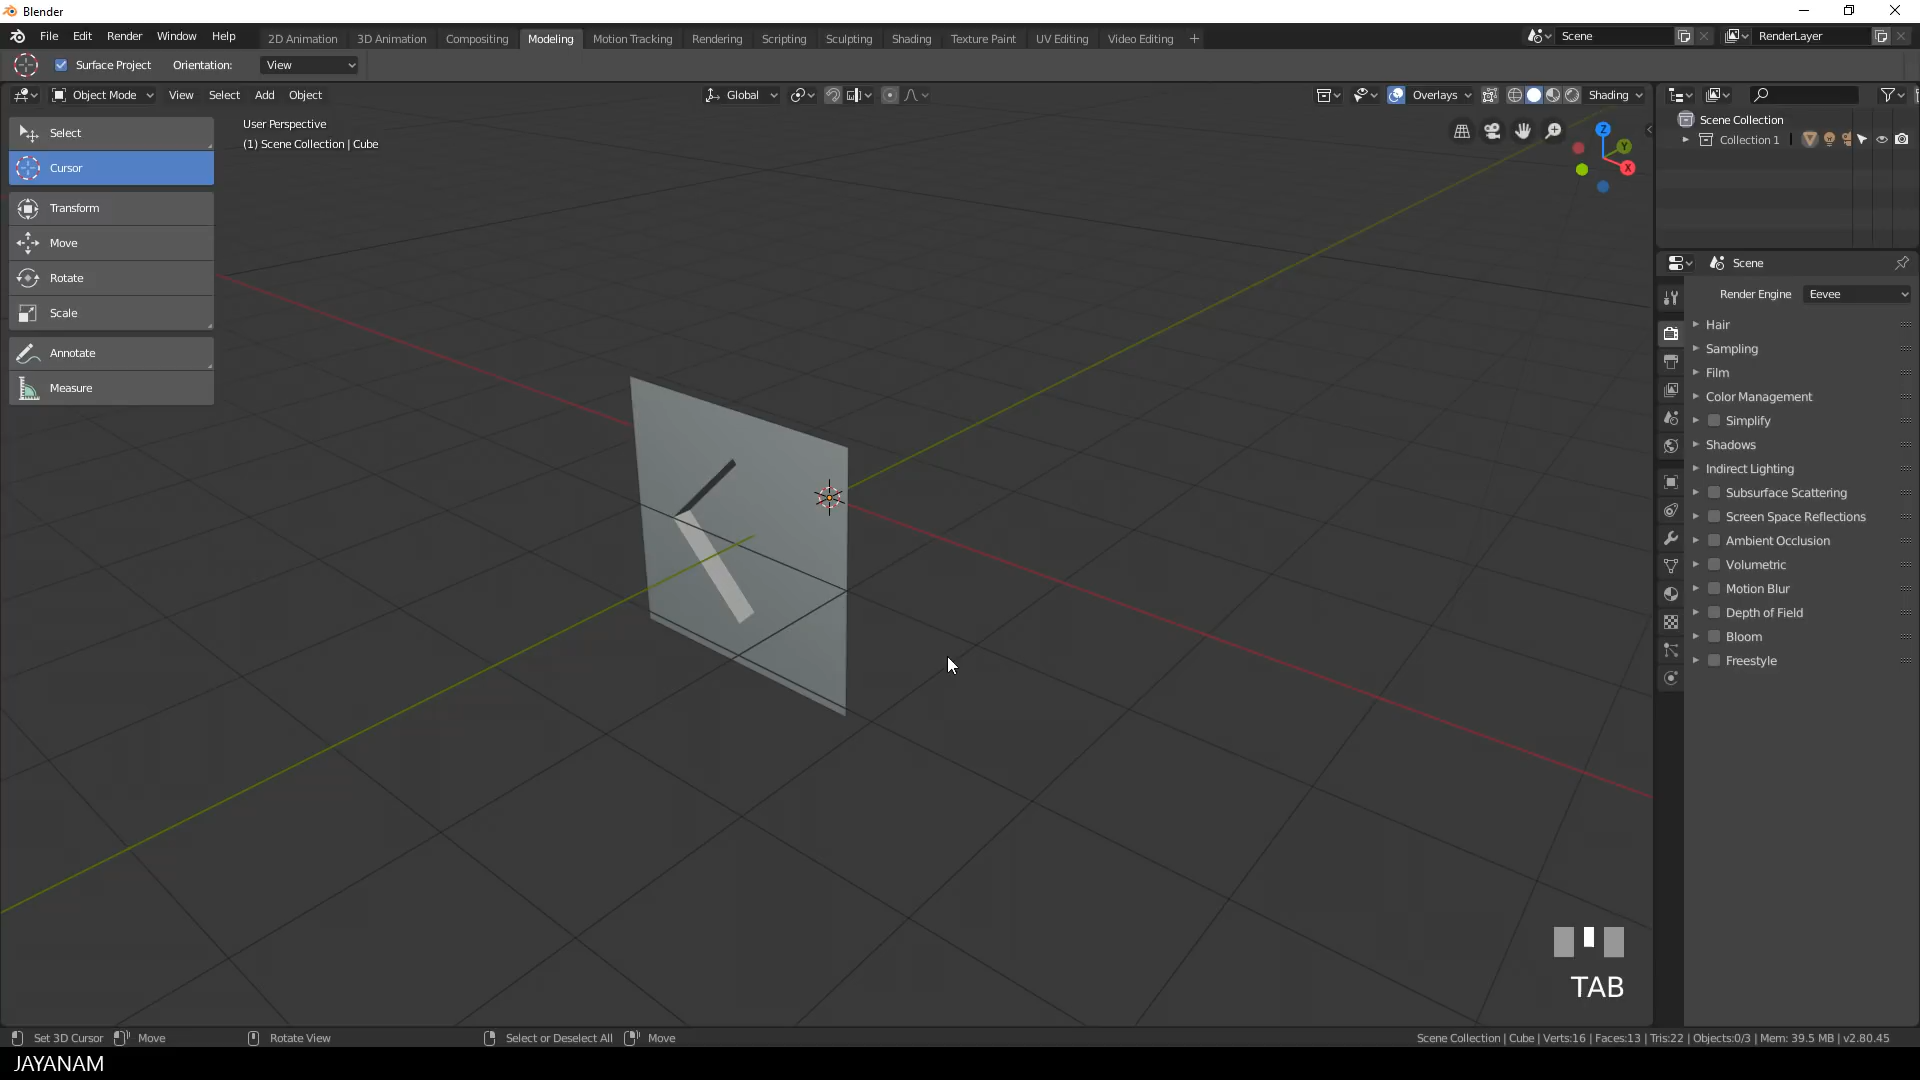 Blender
File Edit Render Window Help 2D Animation 3D Animation Compositing Modeling Motion Tracking Rendering Scripting Sculpting Shading Texture Paint UV Editing Video Editing + Scene RenderLayer
Surface Project Orientation: View
Object Mode View Select Add Object Global Overlays Shading
User Perspective
(1) Scene Collection | Cube
Select
Cursor
Transform
Move
Rotate
Scale
Annotate
Measure
Z
Y
X
Scene Collection
Collection 1
Scene
Render Engine Eevee
Hair
Sampling
Film
Color Management
Simplify
Shadows
Indirect Lighting
Subsurface Scattering
Screen Space Reflections
Ambient Occlusion
Volumetric
Motion Blur
Depth of Field
Bloom
Freestyle
TAB
Set 3D Cursor Move Rotate View Select or Deselect All Move Scene Collection | Cube | Verts:16 | Faces:13 | Tris:22 | Objects:0/3 | Mem: 39.5 MB | v2.80.45
JAYANAM